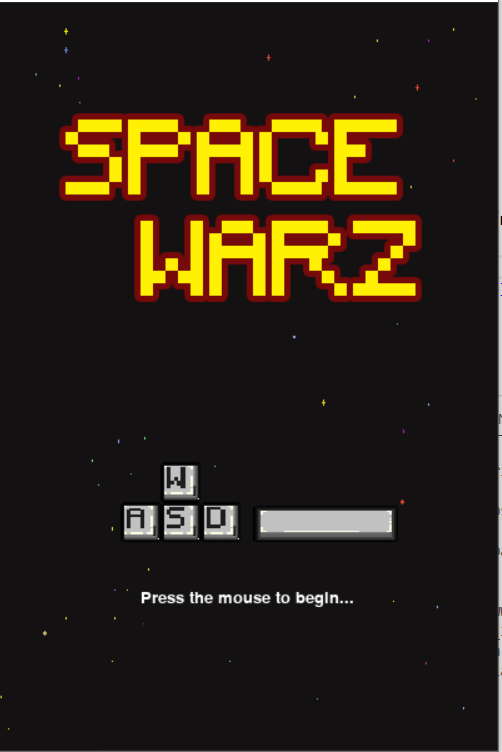 SPACE
WARZ
W
A S D
Press the mouse to begin...